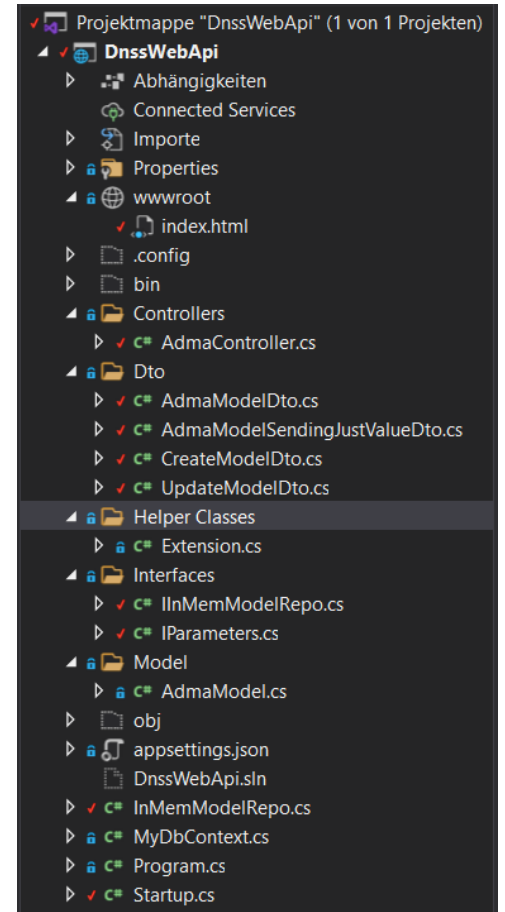 Projektmappe "DnssWebApi" (1 von 1 Projekten)
DnssWebApi
Abhängigkeiten
Connected Services
Importe
Properties
wwwroot
index.html
.config
bin
Controllers
C# AdmaController.cs
Dto
C# AdmaModelDto.cs
C# AdmaModelSendingJustValueDto.cs
C# CreateModelDto.cs
C# UpdateModelDto.cs
Helper Classes
C# Extension.cs
Interfaces
C# IInMemModelRepo.cs
C# IParameters.cs
Model
C# AdmaModel.cs
obj
appsettings.json
DnssWebApi.sln
C# InMemModelRepo.cs
C# MyDbContext.cs
C# Program.cs
C# Startup.cs